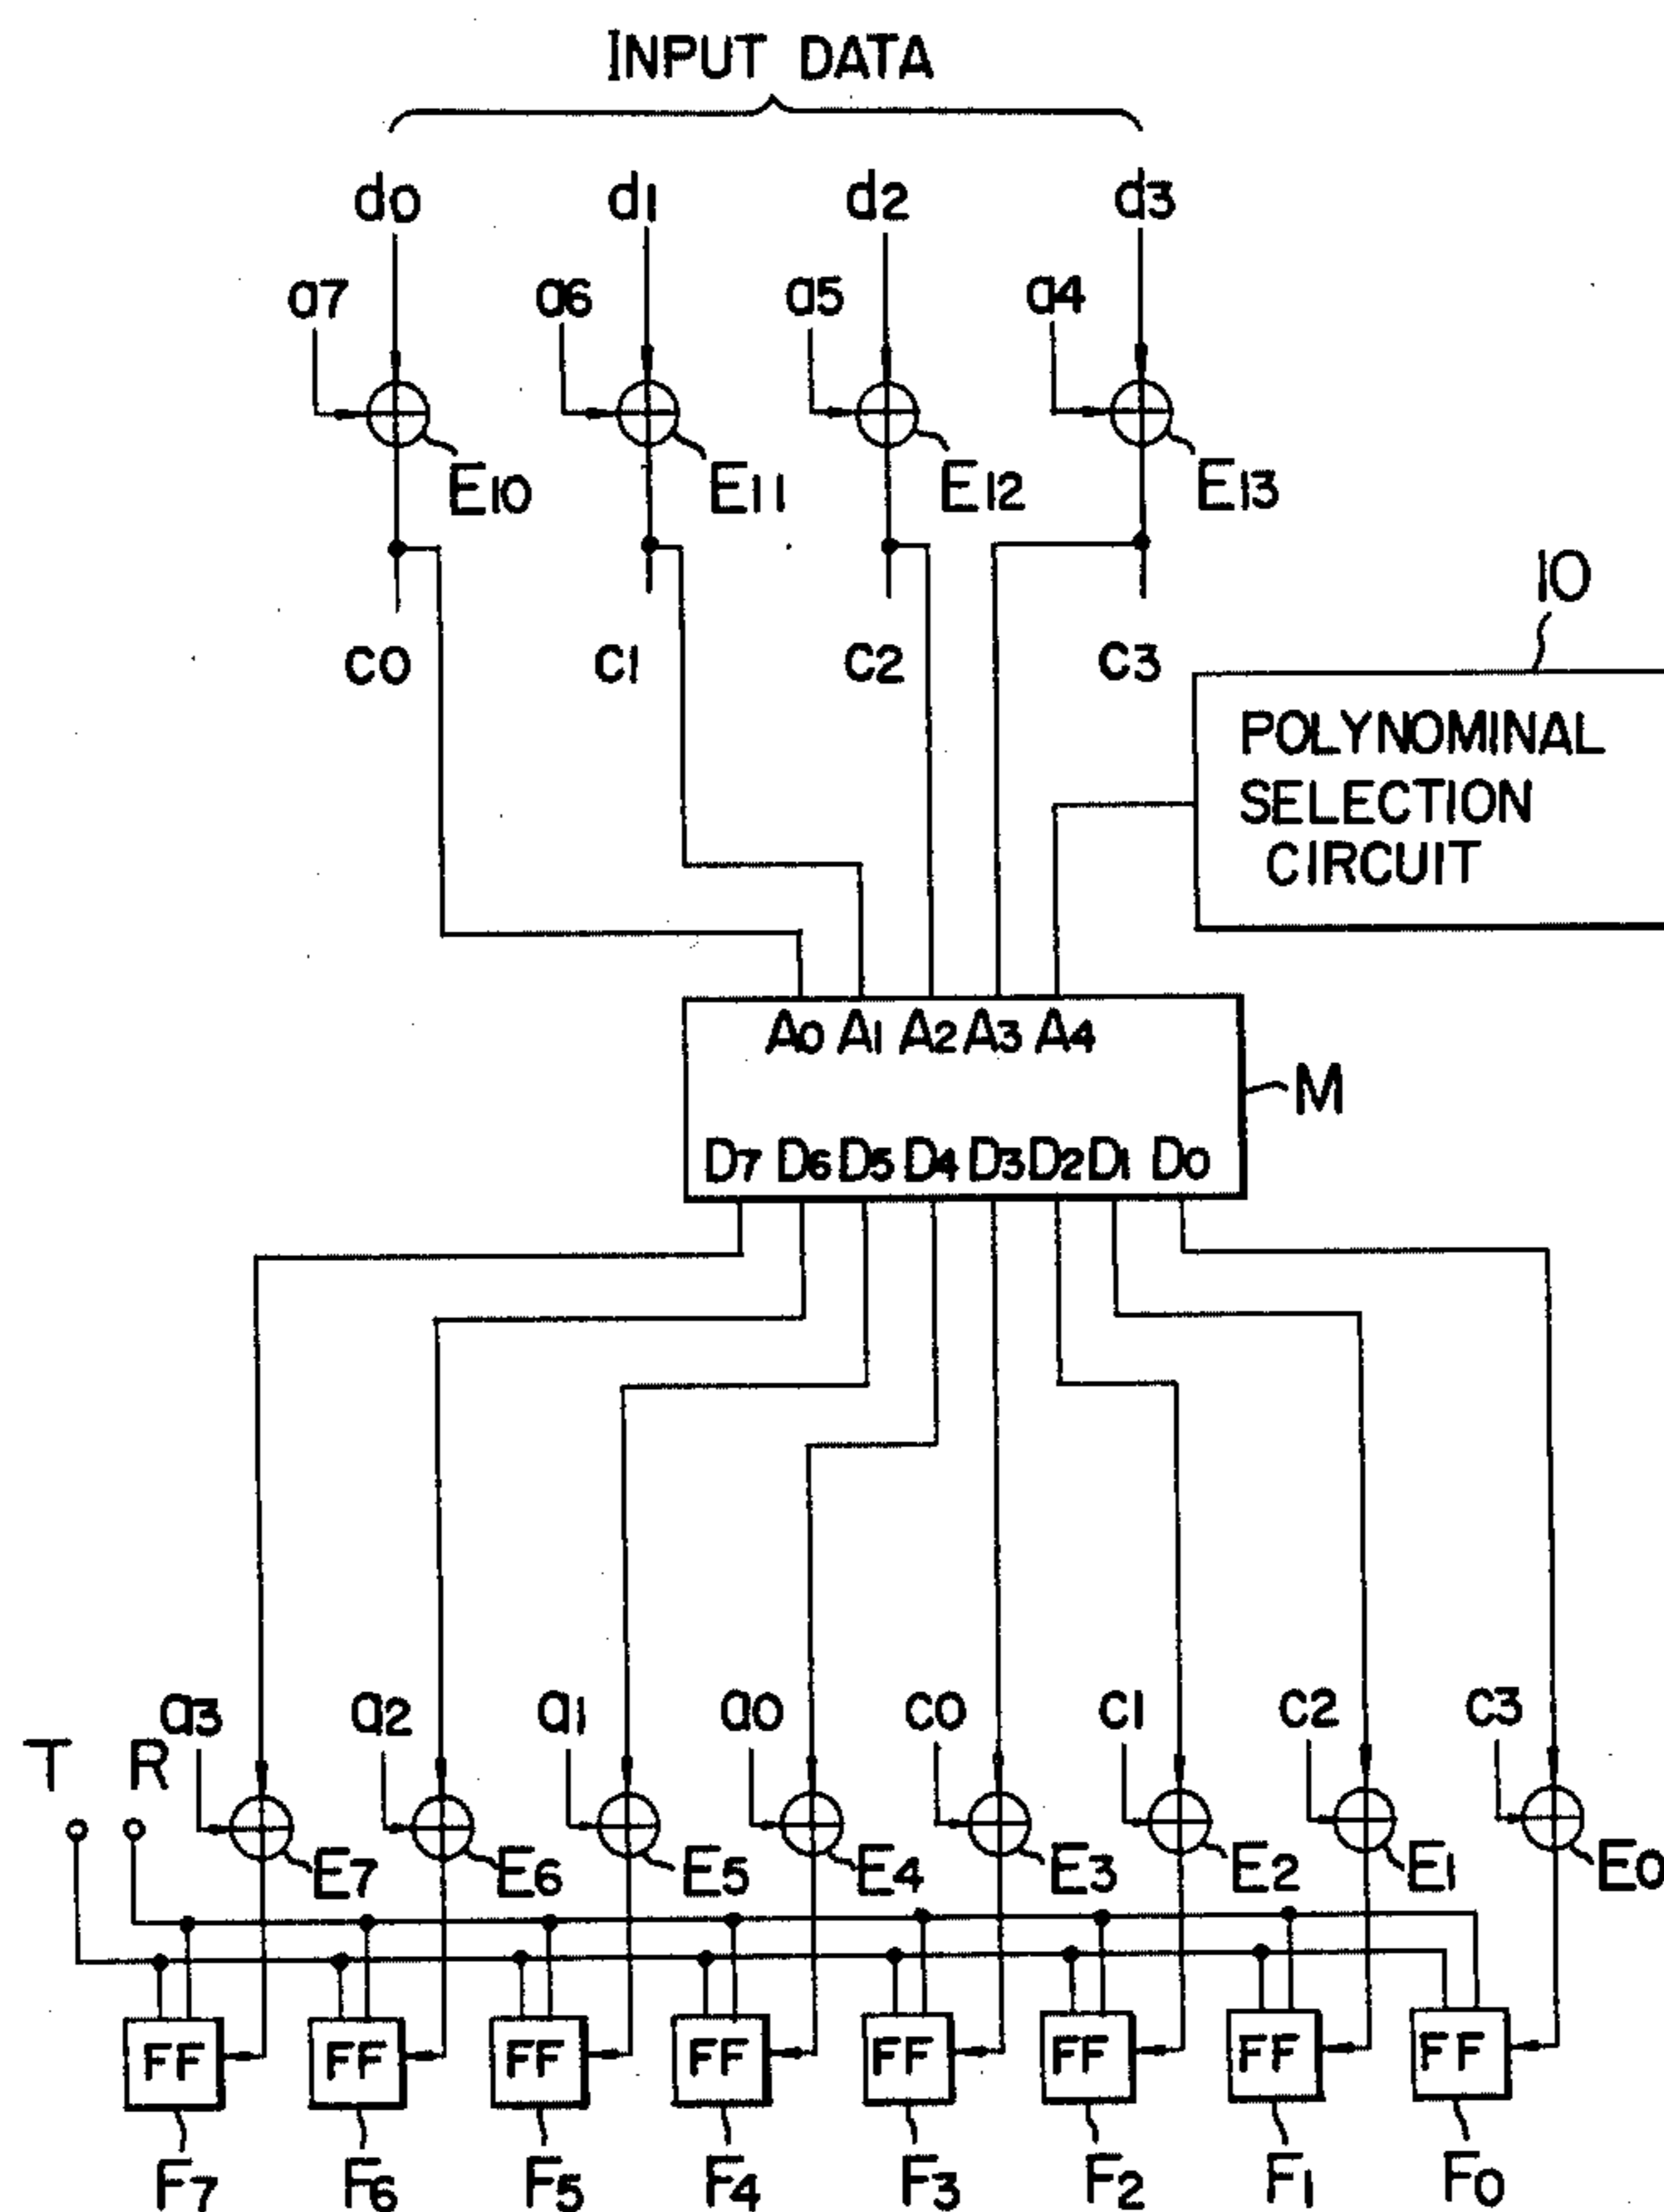 INPUT DATA
d0 d1 d2 d3
a7 a6 a5 a4
E10 E11 E12 E13
10
c0 c1 c2 c3
POLYNOMINAL
SELECTION
CIRCUIT
A0 A1 A2 A3 A4
M
D7 D6 D5 D4 D3 D2 D1 D0
a3 a2 a1 a0 c0 c1 c2 c3
T R
E7 E6 E5 E4 E3 E2 E1 E0
FF FF FF FF FF FF FF FF
F7 F6 F5 F4 F3 F2 F1 F0